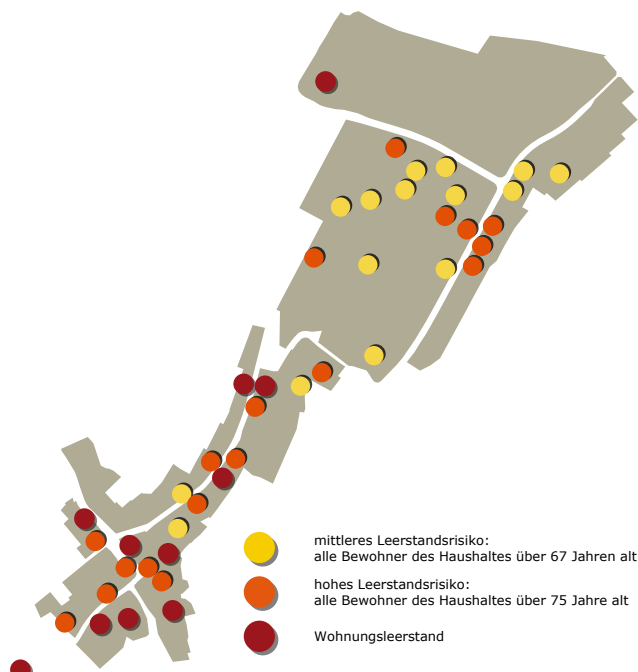 mittleres Leerstandsrisiko:
alle Bewohner des Haushaltes über 67 Jahren alt
hohes Leerstandsrisiko:
alle Bewohner des Haushaltes über 75 Jahre alt
Wohnungsleerstand